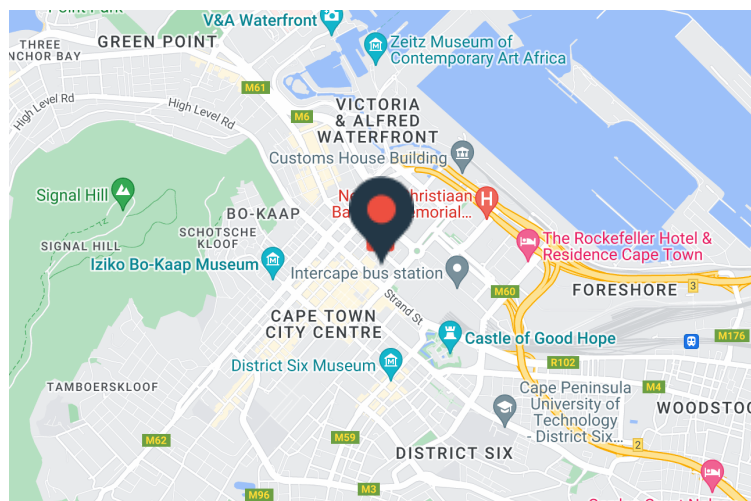 Point Park
V&A Waterfront
THREE
NCHOR BAY
GREEN POINT
Zeitz Museum of
Contemporary Art Africa
M61
High Level Rd
High Level Rd
M6
VICTORIA
& ALFRED
WATERFRONT
Customs House Building
Signal Hill
BO-KAAP
Christiaan
H
SCHOTSCHE
KLOOF
SIGNAL HILL
Iziko Bo-Kaap Museum
The Rockefeller Hotel &
Residence Cape Town
Intercape bus station
M60
FORESHORE
3
CAPE TOWN
CITY CENTRE
Strand St
Castle of Good Hope
M176
R102
District Six Museum
TAMBOERSKLOOF
Cape Peninsula
University of
Technology
- District Six...
M4
WOODSTOC
M62
M59
DISTRICT SIX
2
M3
M96